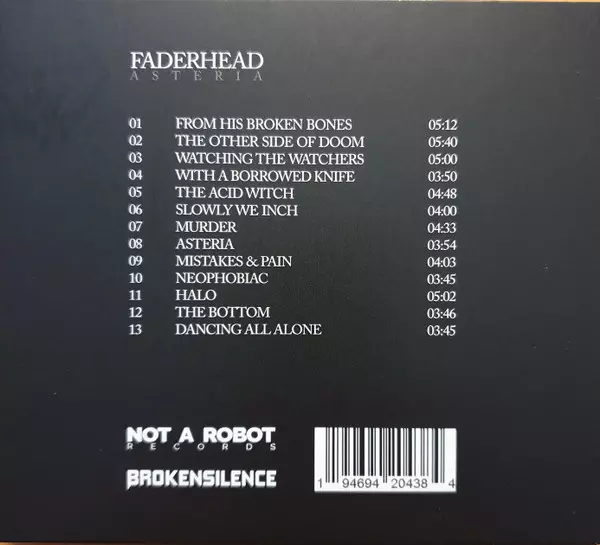 FADERHEAD
ASTERIA
01 FROM HIS BROKEN BONES 05:12
02 THE OTHER SIDE OF DOOM 05:40
03 WATCHING THE WATCHERS 05:00
04 WITH A BORROWED KNIFE 03:50
05 THE ACID WITCH 04:48
06 SLOWLY WE INCH 04:00
07 MURDER 04:33
08 ASTERIA 03:54
09 MISTAKES & PAIN 04:03
10 NEOPHOBIAC 03:45
11 HALO 05:02
12 THE BOTTOM 03:46
13 DANCING ALL ALONE 03:45
NOT A ROBOT
RECORDS
BROKENSILENCE
1 94694 20438 4